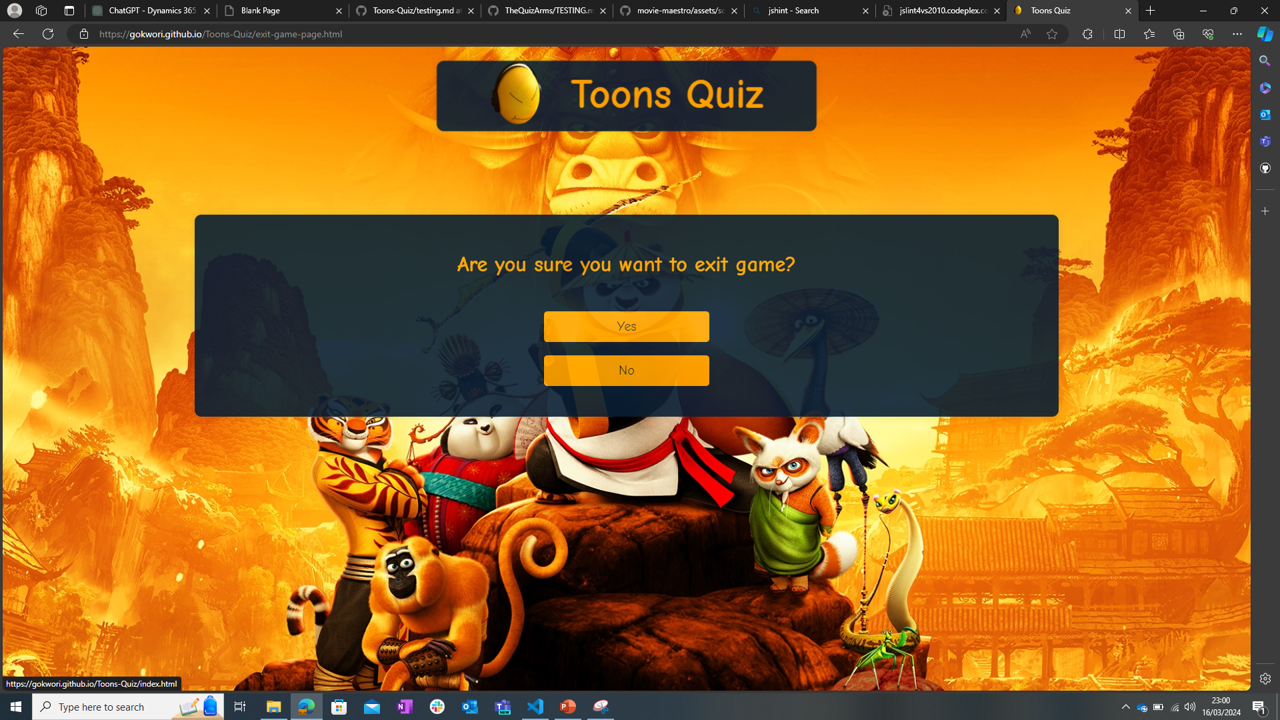 ChatGPT - Dynamics 365
Blank Page
Toons-Quiz/testing.md at
TheQuizArms/TESTING.m
movie-maestro/assets/sc
jshint - Search
jslint4vs2010.codeplex.co
Toons Quiz
https://gokwori.github.io/Toons-Quiz/exit-game-page.html
Toons Quiz
Are you sure you want to exit game?
Yes
No
https://gokwori.github.io/Toons-Quiz/index.html
Type here to search
23:00
16/03/2024